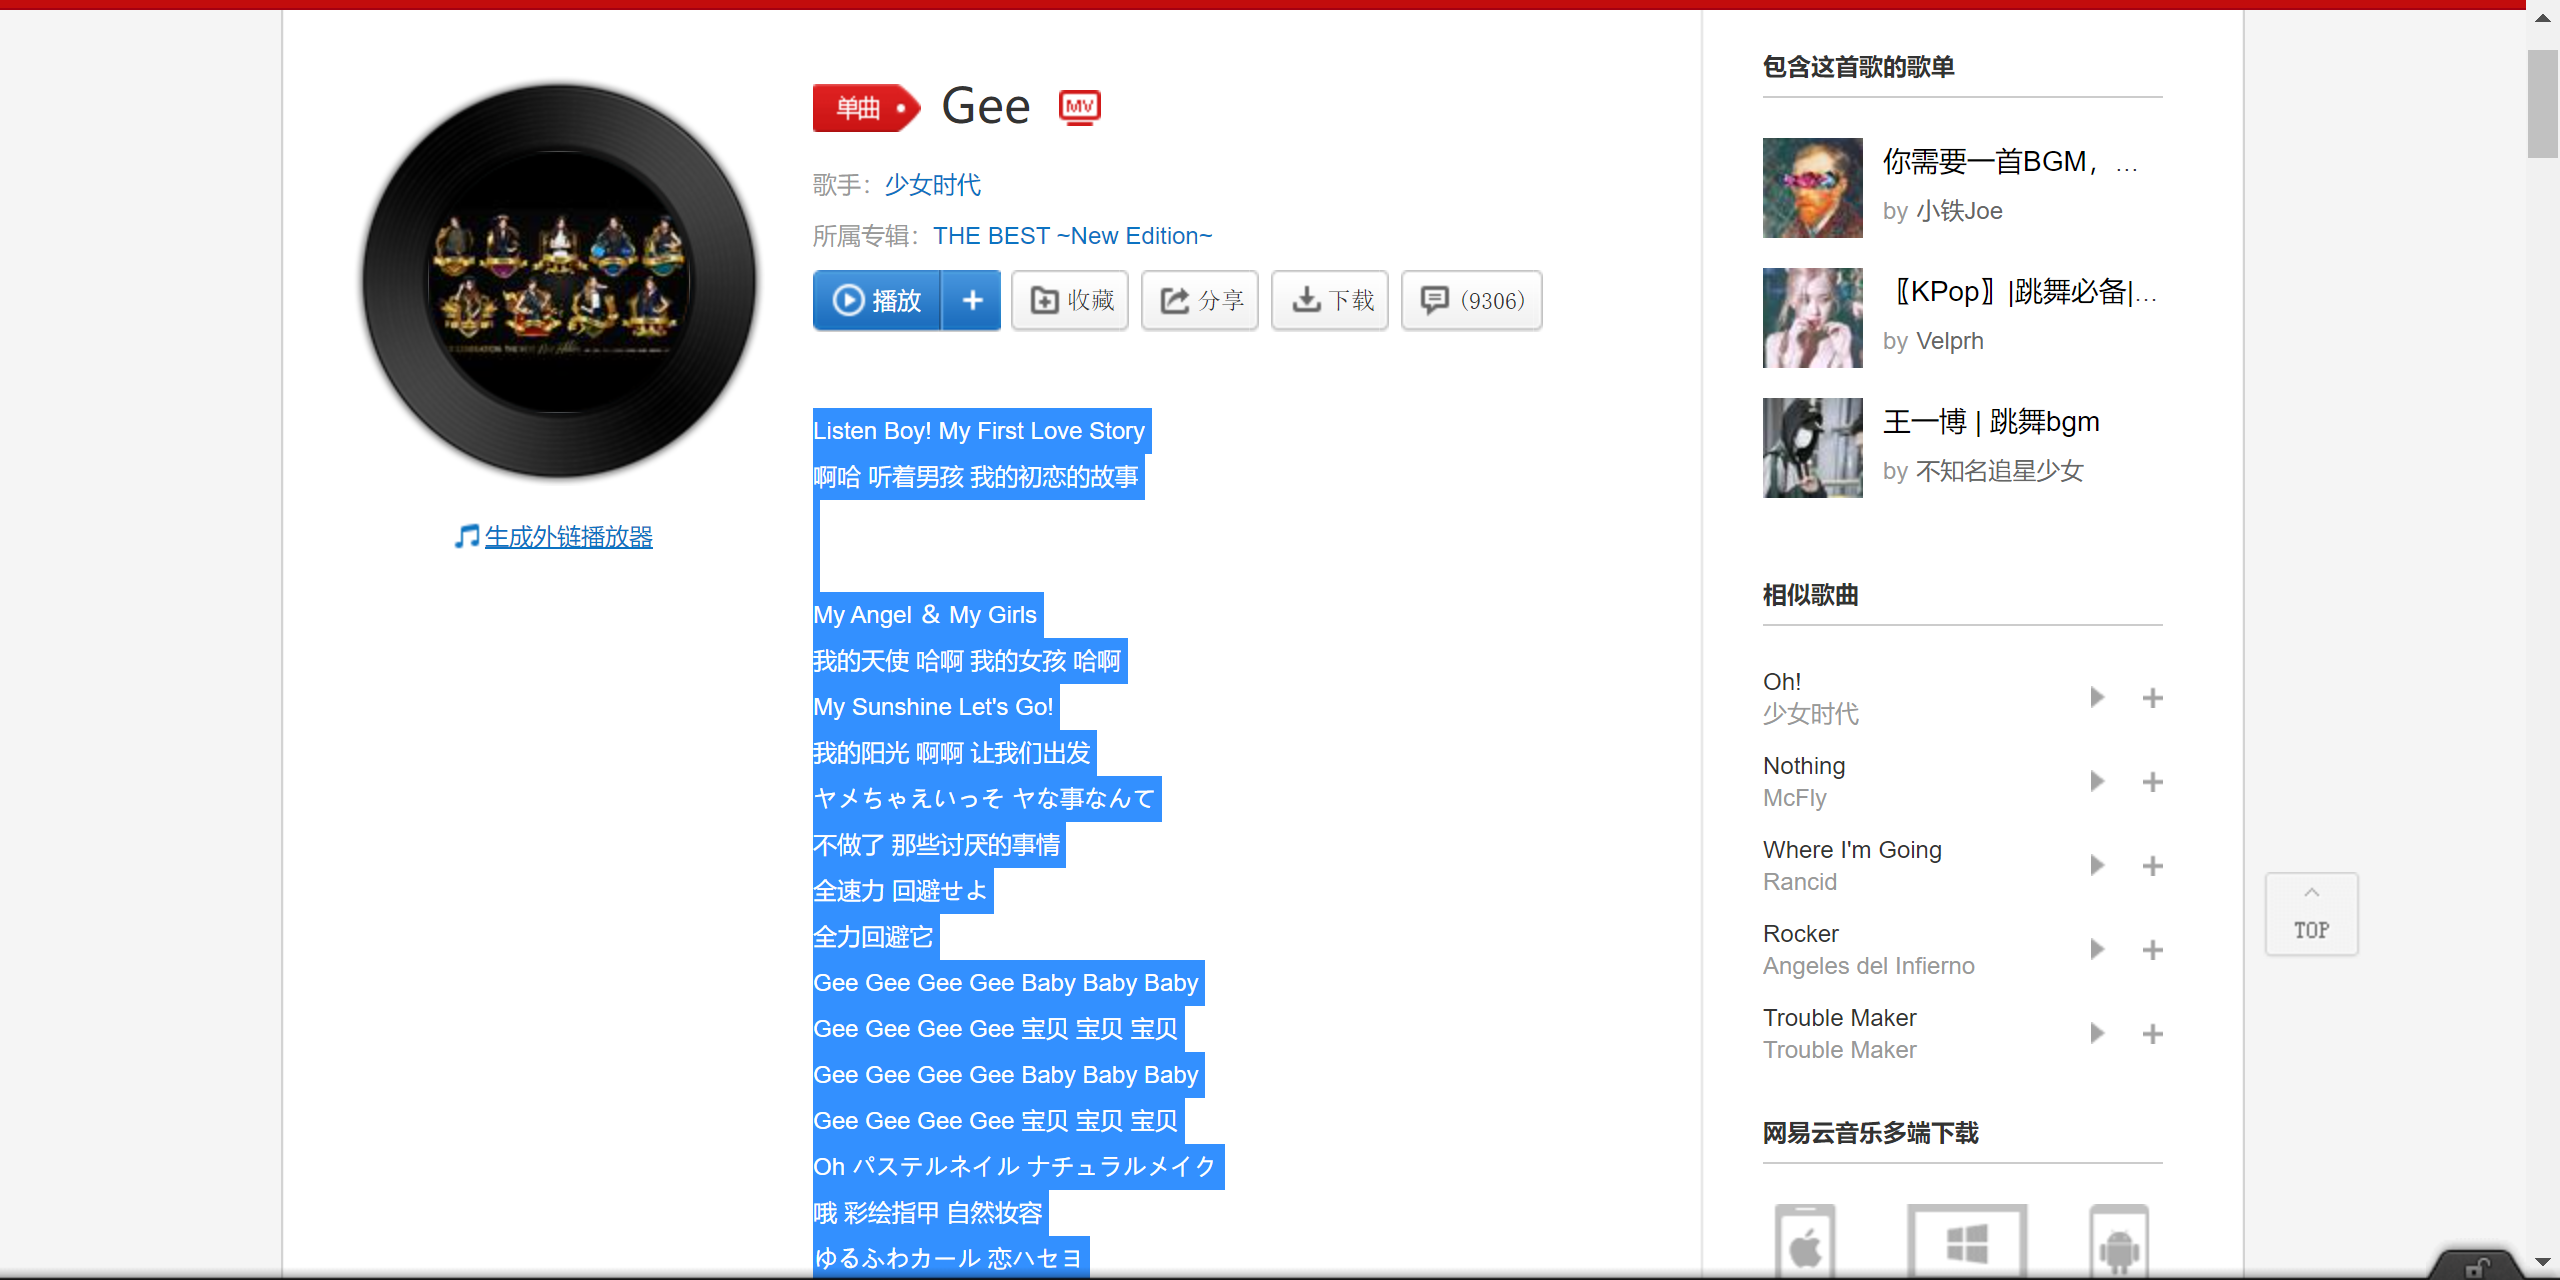 单曲 Gee MV
歌手：少女时代
所属专辑：THE BEST ~New Edition~
播放 + 收藏 分享 下载 (9306)
生成外链播放器
Listen Boy! My First Love Story
啊哈 听着男孩 我的初恋的故事
My Angel ＆ My Girls
我的天使 哈啊 我的女孩 哈啊
My Sunshine Let's Go!
我的阳光 啊啊 让我们出发
ヤメちゃえいっそ ヤな事なんて
不做了 那些讨厌的事情
全速力 回避せよ
全力回避它
Gee Gee Gee Gee Baby Baby Baby
Gee Gee Gee Gee 宝贝 宝贝 宝贝
Gee Gee Gee Gee Baby Baby Baby
Gee Gee Gee Gee 宝贝 宝贝 宝贝
Oh パステルネイル ナチュラルメイク
哦 彩绘指甲 自然妆容
ゆるふわカール 恋ハセヨ
包含这首歌的歌单
你需要一首BGM，...
by 小铁Joe
〖KPop〗|跳舞必备|...
by Velprh
王一博 | 跳舞bgm
by 不知名追星少女
相似歌曲
Oh!
少女时代
Nothing
McFly
Where I'm Going
Rancid
Rocker
Angeles del Infierno
Trouble Maker
Trouble Maker
网易云音乐多端下载
TOP